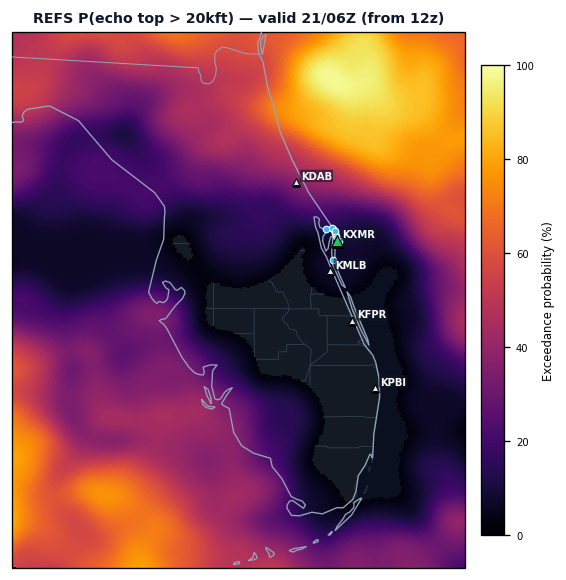 REFS P(echo top > 20kft) — valid 21/06Z (from 12z)
KDAB
KXMR
KMLB
KFPR
KPBI
100
80
60
40
20
0
Exceedance probability (%)